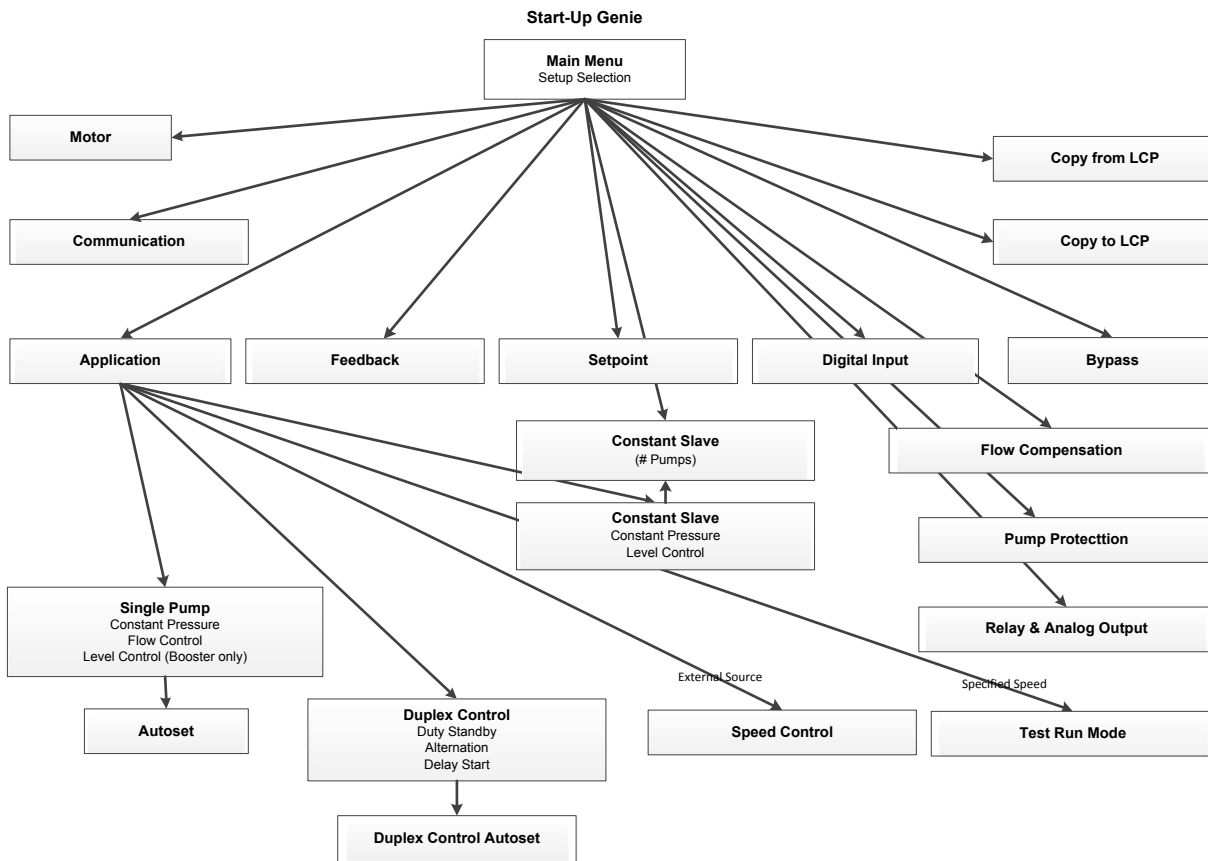 Start-Up Genie
Main Menu
Setup Selection
Motor
Copy from LCP
Communication
Copy to LCP
Application
Feedback
Setpoint
Digital Input
Bypass
Constant Slave
(# Pumps)
Flow Compensation
Constant Slave
Constant Pressure
Level Control
Pump Protecttion
Single Pump
Constant Pressure
Flow Control
Level Control (Booster only)
Relay & Analog Output
External Source
Specified Speed
Autoset
Duplex Control
Duty Standby
Alternation
Delay Start
Speed Control
Test Run Mode
Duplex Control Autoset